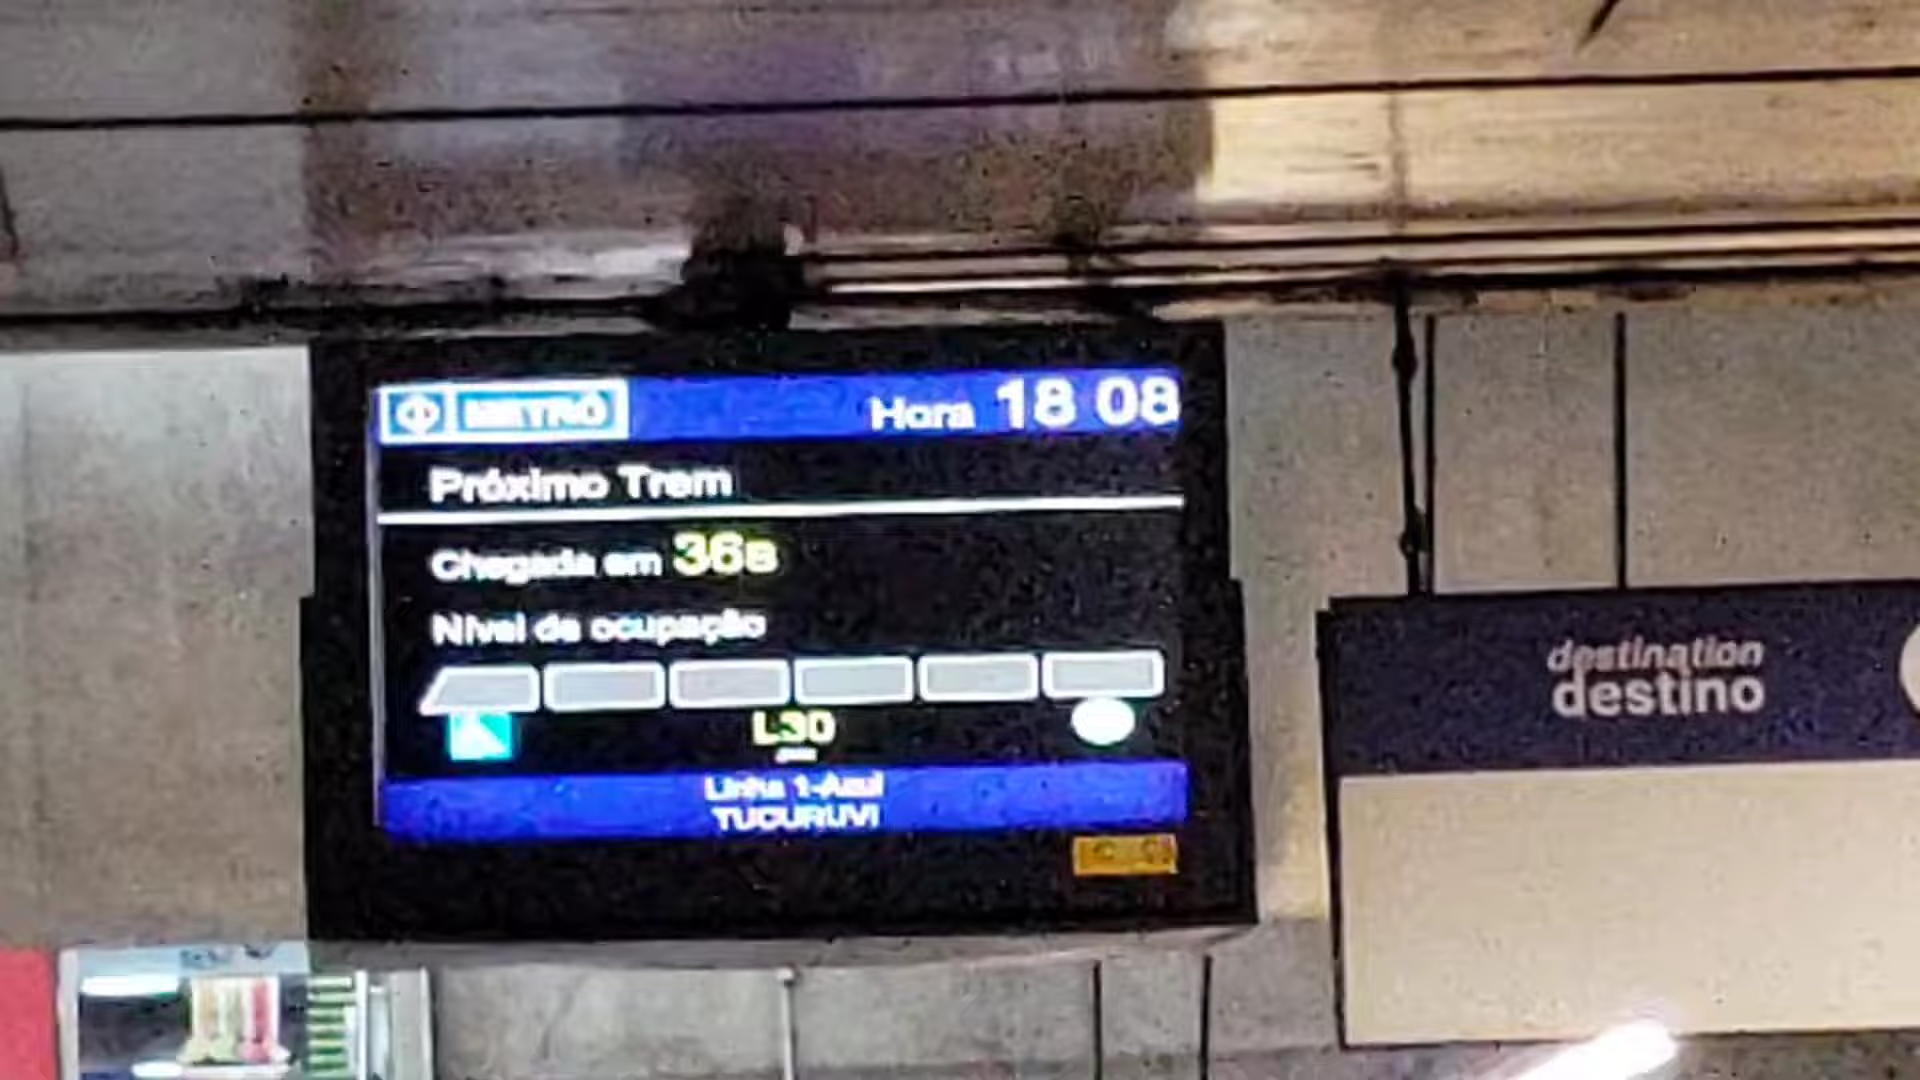 METRÔ Hora 18 08
Próximo Trem
Chegada em 36s
Nível de ocupação
L30
Linha 1-Azul
TUCURUVI
destination
destino